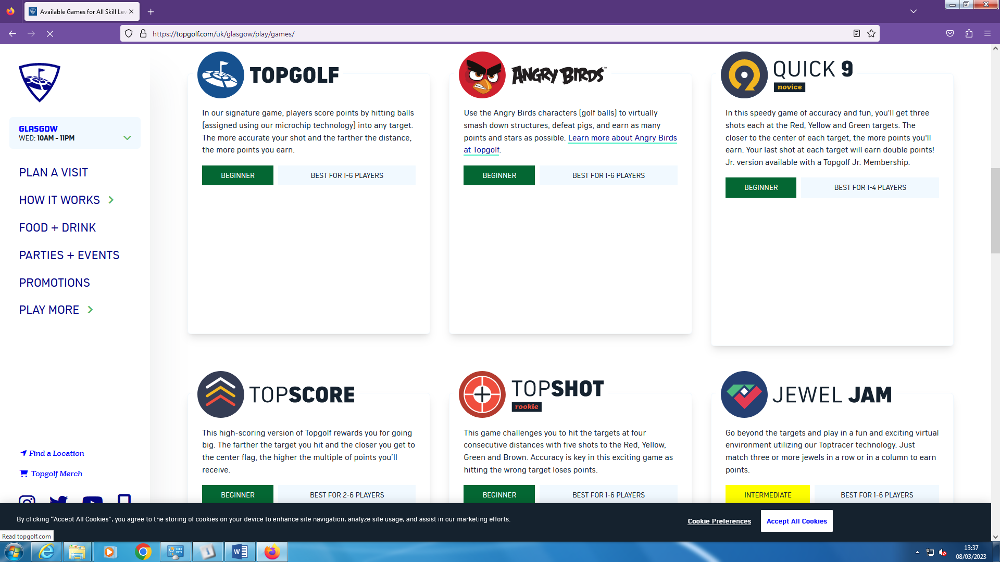 Available Games for All Skill Lev
https://topgolf.com/uk/glasgow/play/games/
GLASGOW
WED: 10AM - 11PM
PLAN A VISIT
HOW IT WORKS
FOOD + DRINK
PARTIES + EVENTS
PROMOTIONS
PLAY MORE
Find a Location
Topgolf Merch
TOPGOLF
In our signature game, players score points by hitting balls
(assigned using our microchip technology) into any target.
The more accurate your shot and the farther the distance,
the more points you earn.
BEGINNER
BEST FOR 1-6 PLAYERS
ANGRY BIRDS™
Use the Angry Birds characters (golf balls) to virtually
smash down structures, defeat pigs, and earn as many
points and stars as possible. Learn more about Angry Birds
at Topgolf.
BEGINNER
BEST FOR 1-6 PLAYERS
QUICK 9
novice
In this speedy game of accuracy and fun, you'll get three
shots each at the Red, Yellow and Green targets. The
closer to the center of each target, the more points you'll
earn. Your last shot at each target will earn double points!
Jr. version available with a Topgolf Jr. Membership.
BEGINNER
BEST FOR 1-4 PLAYERS
TOPSCORE
This high-scoring version of Topgolf rewards you for going
big. The farther the target you hit and the closer you get to
the center flag, the higher the multiple of points you'll
receive.
BEGINNER
BEST FOR 2-6 PLAYERS
TOPSHOT
rookie
This game challenges you to hit the targets at four
consecutive distances with five shots to the Red, Yellow,
Green and Brown. Accuracy is key in this exciting game as
hitting the wrong target loses points.
BEGINNER
BEST FOR 1-6 PLAYERS
JEWEL JAM
Go beyond the targets and play in a fun and exciting virtual
environment utilizing our Toptracer technology. Just
match three or more jewels in a row or in a column to earn
points.
INTERMEDIATE
BEST FOR 1-6 PLAYERS
By clicking “Accept All Cookies”, you agree to the storing of cookies on your device to enhance site navigation, analyze site usage, and assist in our marketing efforts.
Cookie Preferences
Accept All Cookies
Read topgolf.com
13:37
08/03/2023